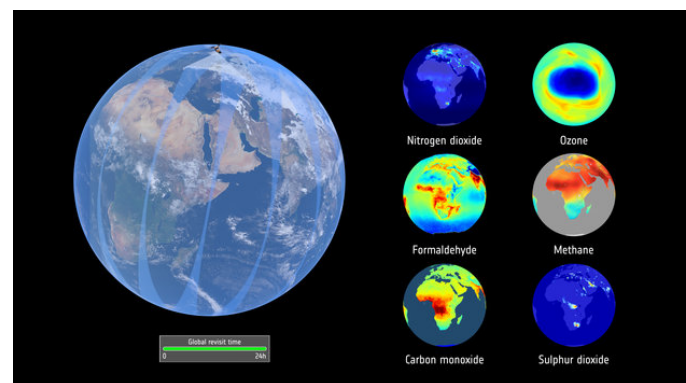 Nitrogen dioxide
Ozone
Formaldehyde
Methane
Carbon monoxide
Sulphur dioxide
Global revisit time
0 24h